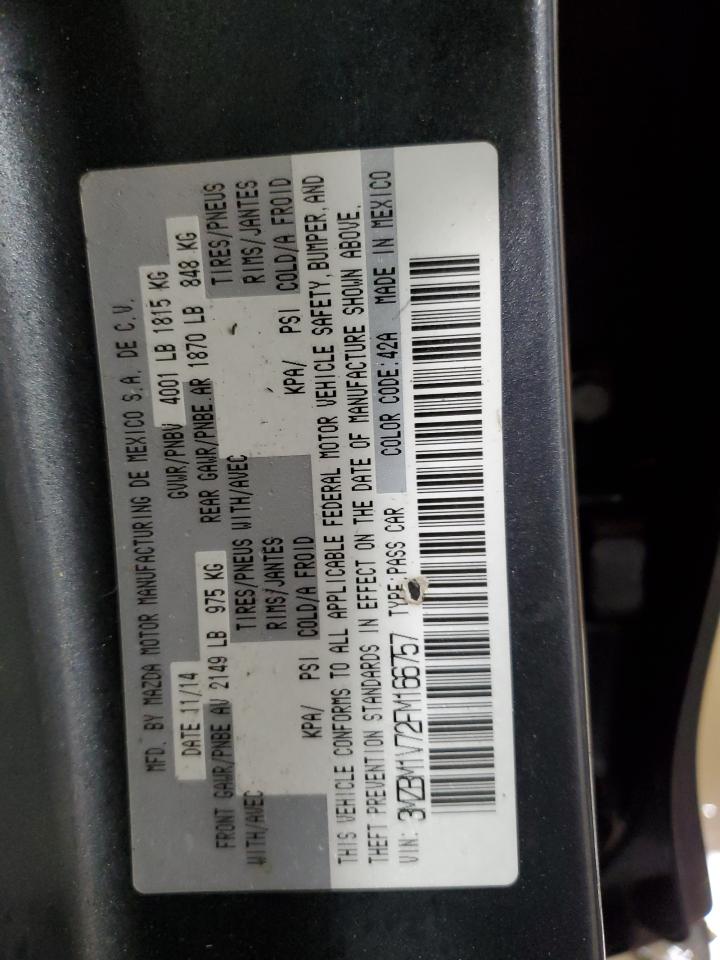 MFD. BY MAZDA MOTOR MANUFACTURING DE MEXICO S.A. DE C.V.
DATE 11/14 GVWR/PNBV 4001 LB 1815 KG
FRONT GAWR/PNBE AV 2149 LB 975 KG REAR GAWR/PNBE.AR 1870 LB 848 KG
WITH/AVEC TIRES/PNEUS WITH/AVEC TIRES/PNEUS
RIMS/JANTES RIMS/JANTES
KPA/ PSI COLD/A FROID KPA/ PSI COLD/A FROID
THIS VEHICLE CONFORMS TO ALL APPLICABLE FEDERAL MOTOR VEHICLE SAFETY, BUMPER, AND
THEFT PREVENTION STANDARDS IN EFFECT ON THE DATE OF MANUFACTURE SHOWN ABOVE.
VIN: 3MZBM1V72FM166757 TYPE:PASS CAR COLOR CODE:42A MADE IN MEXICO